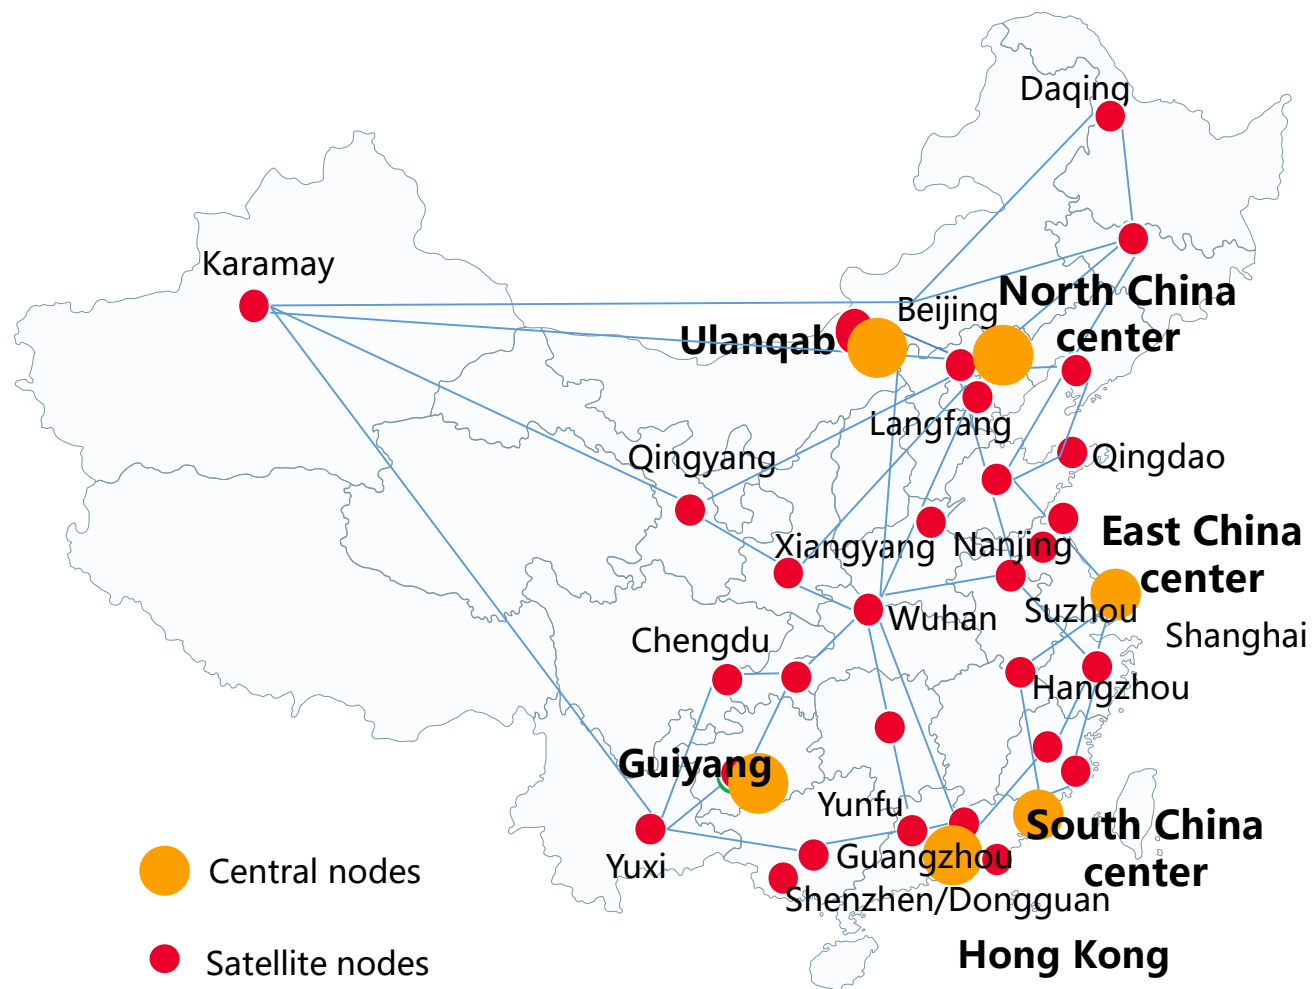 Daqing
Karamay
Beijing
North China
center
Ulanqab
Langfang
Qingyang
Qingdao
Xiangyang
Nanjing
East China
center
Wuhan
Suzhou
Shanghai
Chengdu
Hangzhou
Guiyang
Yunfu
South China
center
Yuxi
Guangzhou
Shenzhen/Dongguan
Hong Kong
Central nodes
Satellite nodes